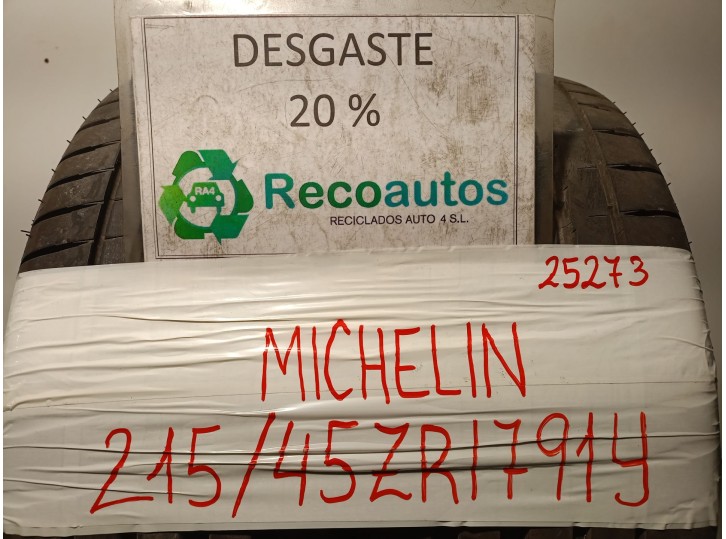 DESGASTE
20 %
RA4
Recoautos
RECICLADOS AUTO 4 S.L.
25273
MICHELIN
215/45ZR1791Y